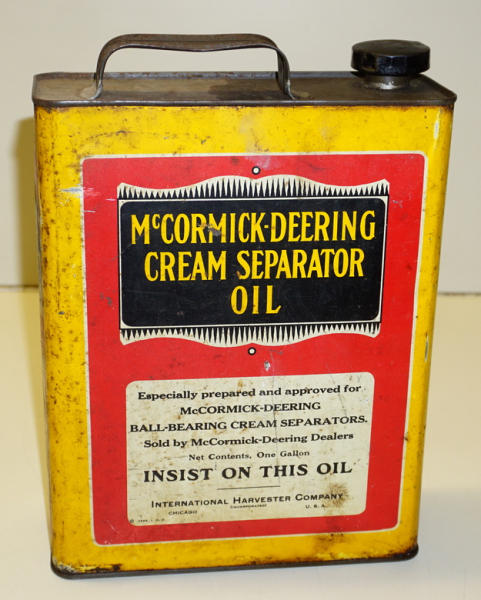 McCORMICK-DEERING
CREAM SEPARATOR
OIL
Especially prepared and approved for
McCORMICK-DEERING
BALL-BEARING CREAM SEPARATORS.
Sold by McCormick-Deering Dealers
Net Contents, One Gallon
INSIST ON THIS OIL
INTERNATIONAL HARVESTER COMPANY
CHICAGO INCORPORATED U. S. A.